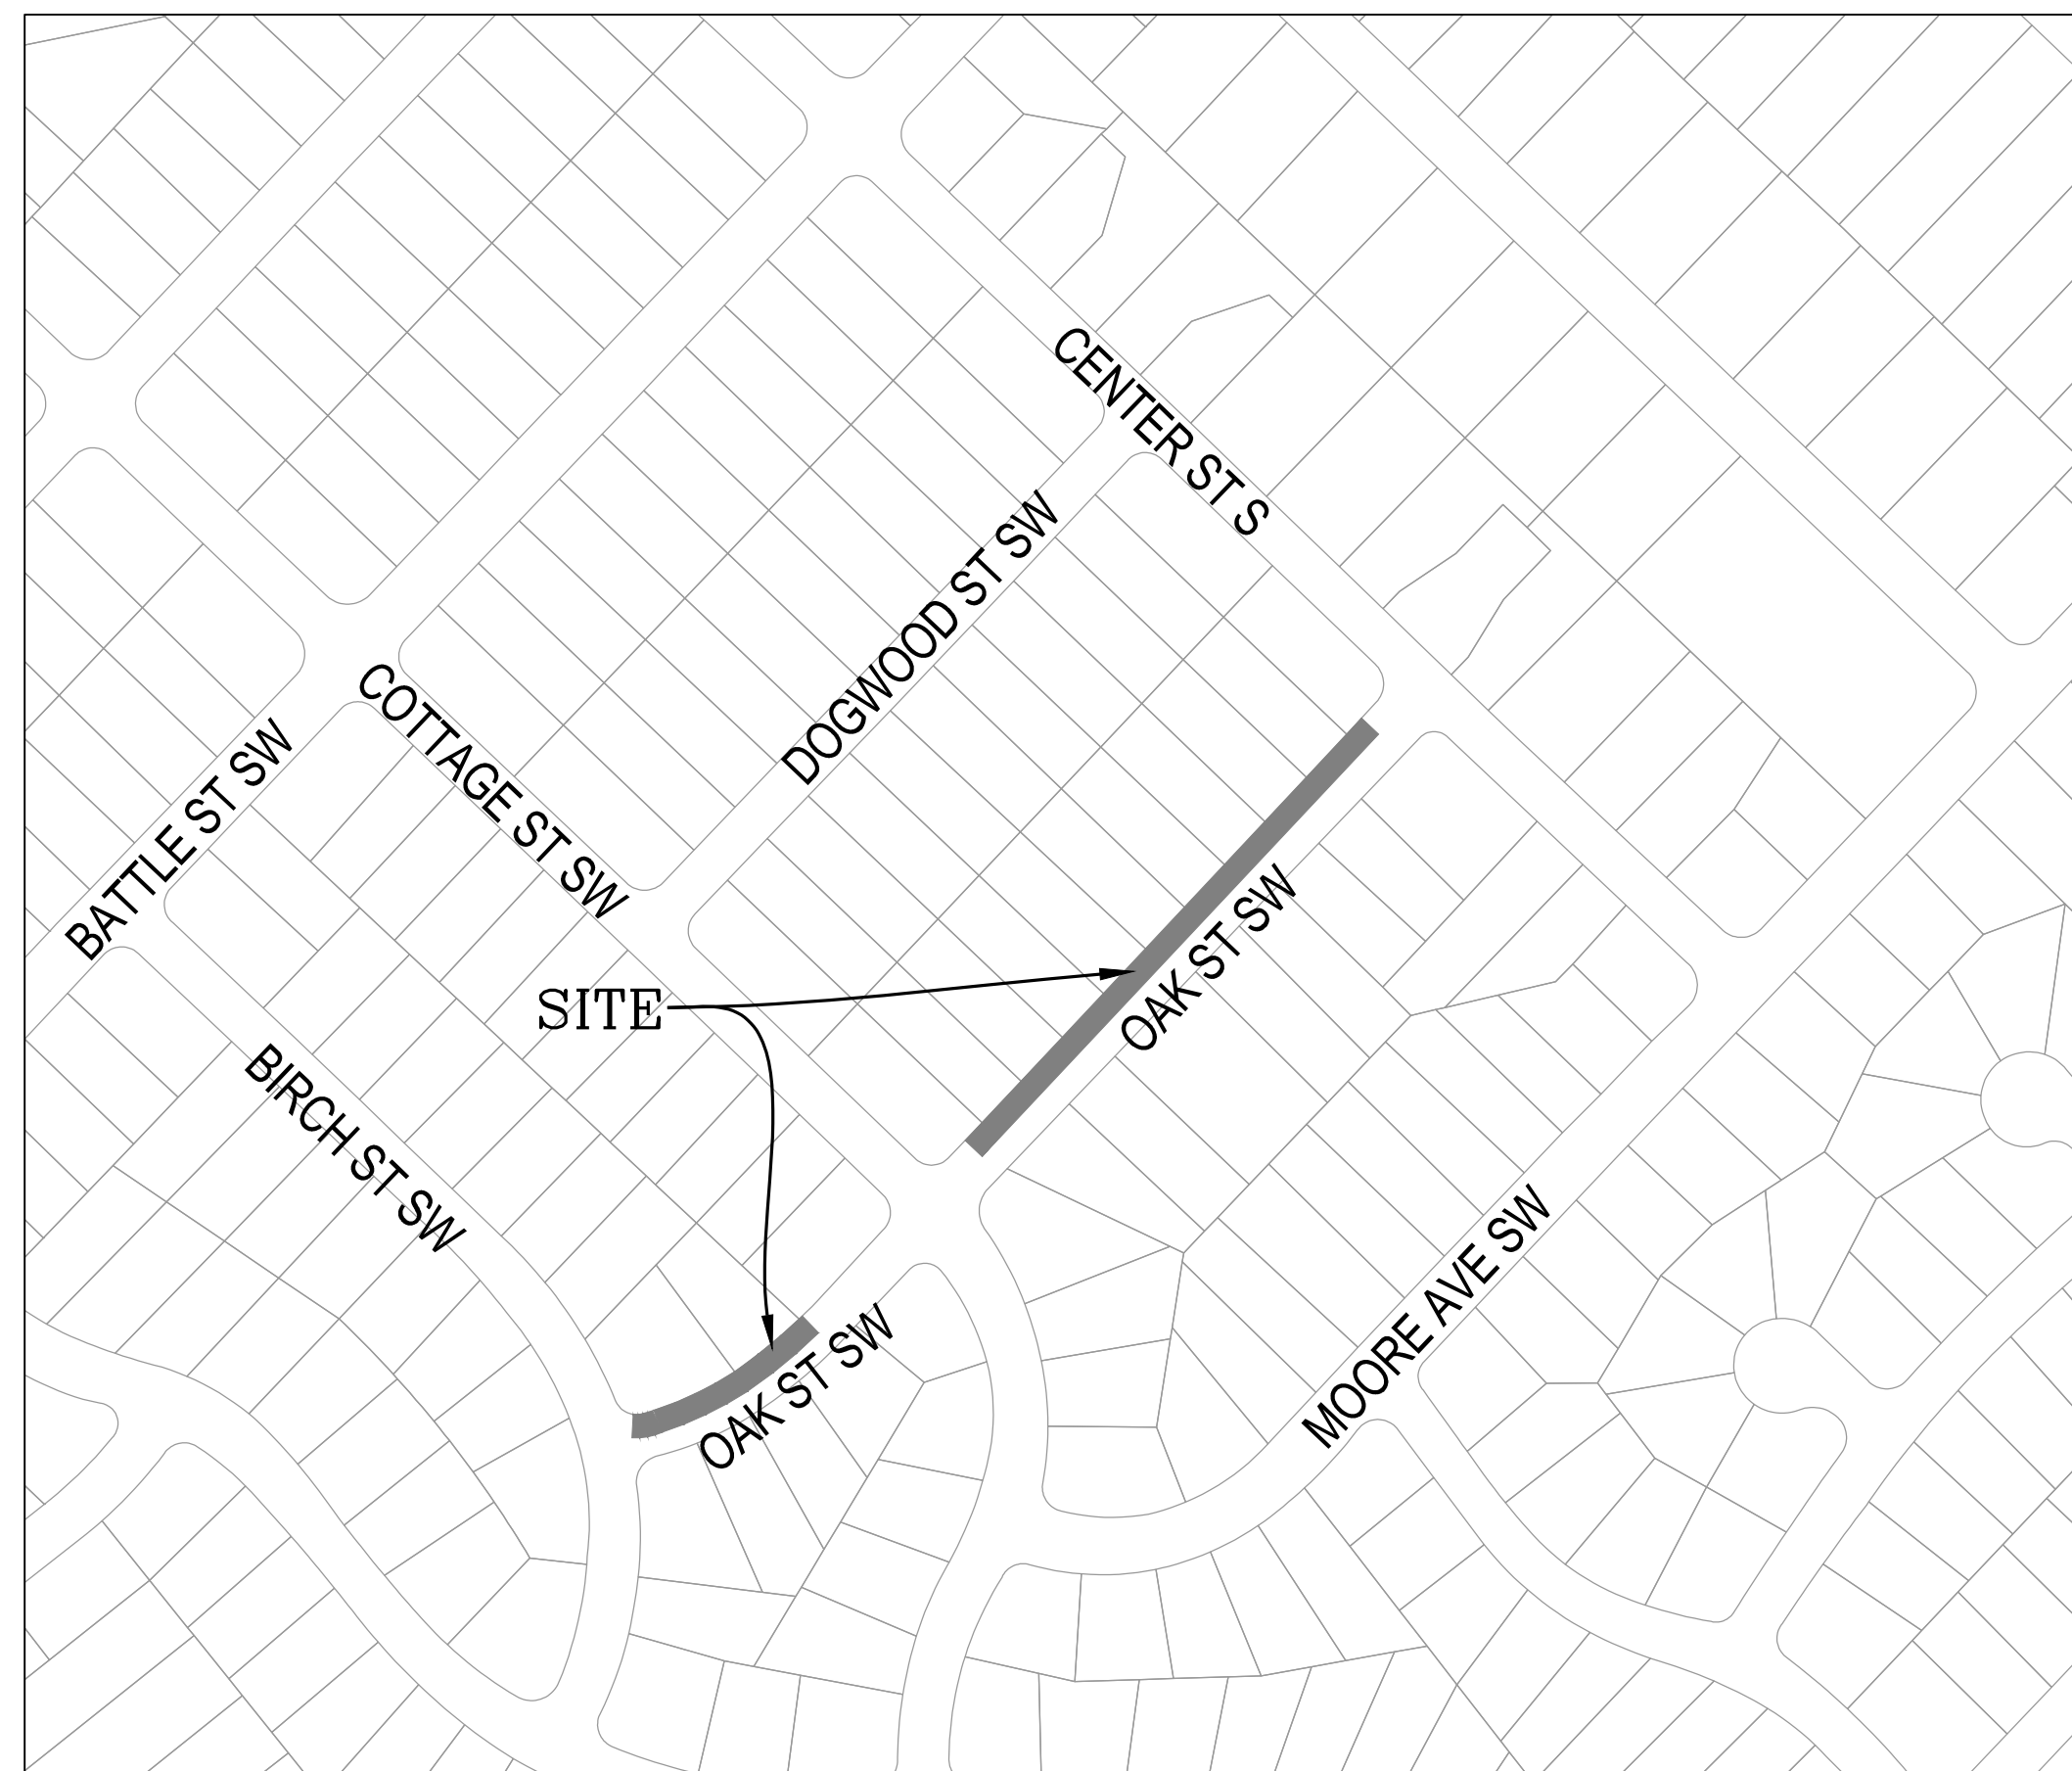 CENTER ST S
DOGWOOD ST SW
COTTAGE ST SW
BATTLE ST SW
OAK ST SW
SITE
BIRCH ST SW
MOORE AVE SW
OAK ST SW